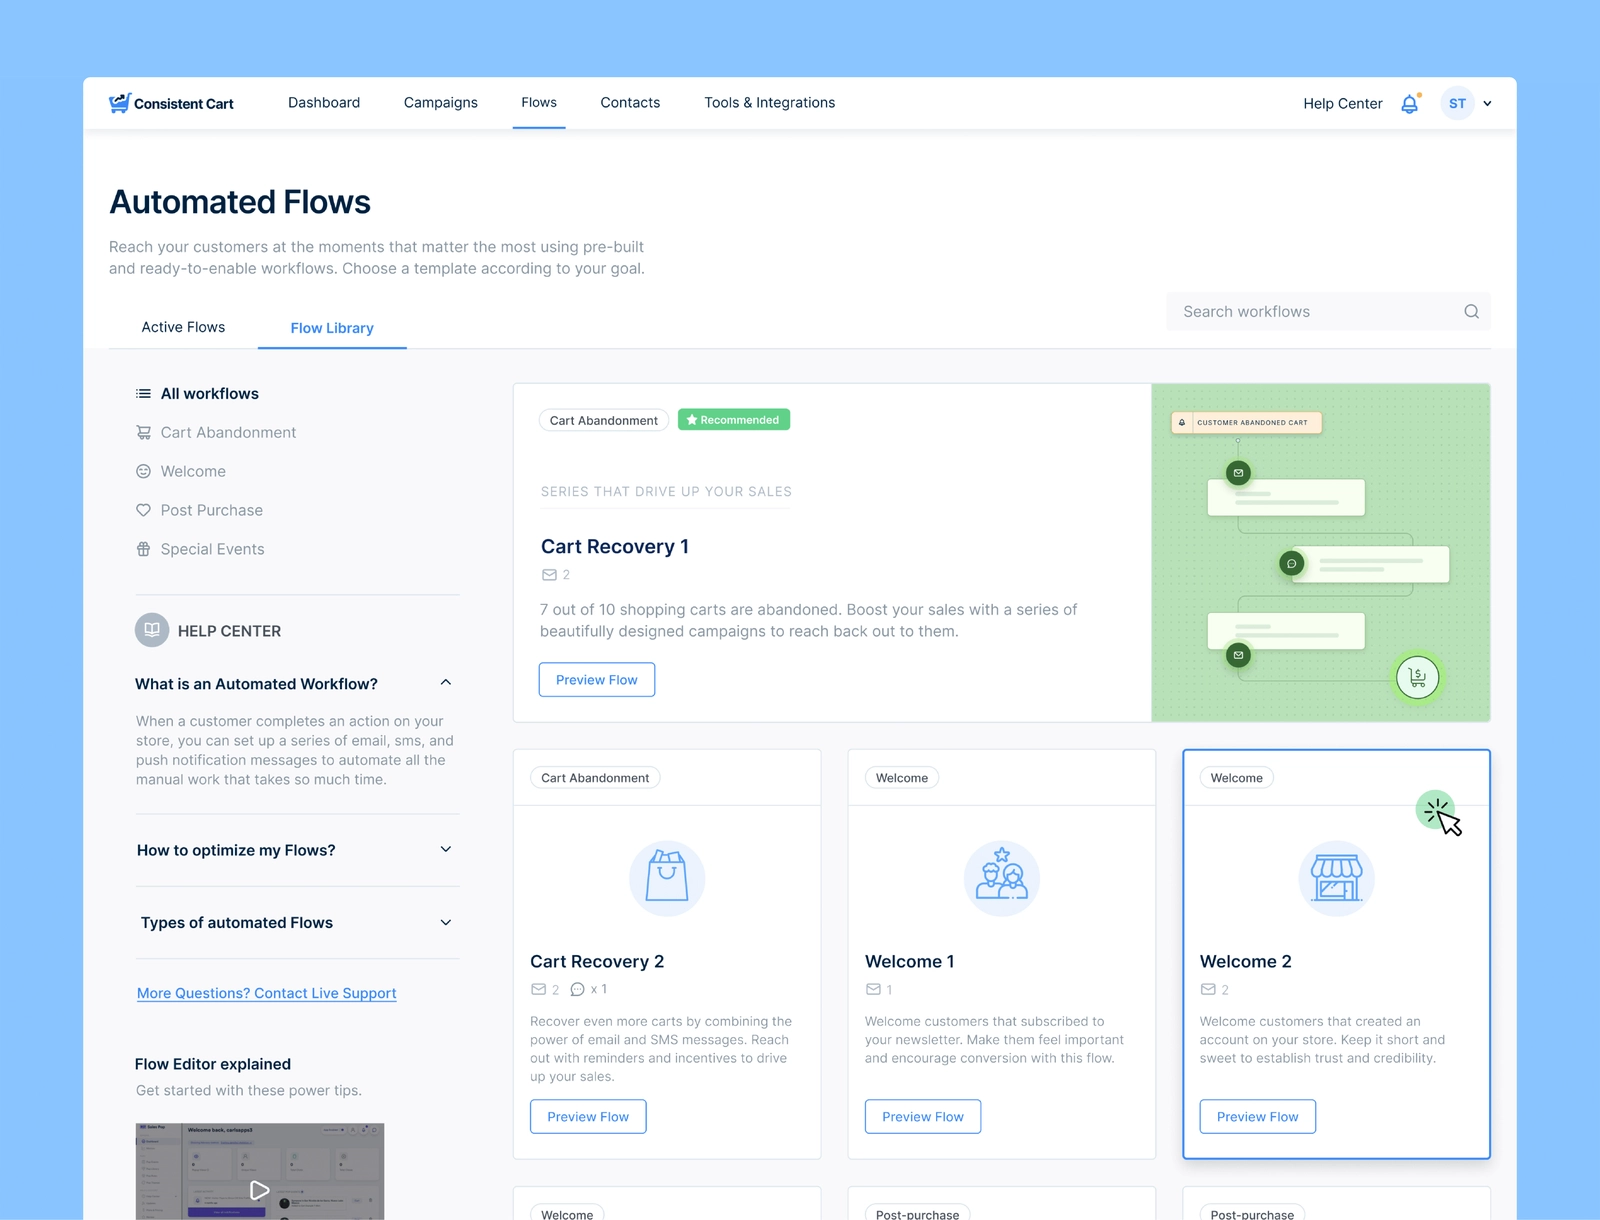 Consistent Cart
Dashboard
Campaigns
Flows
Contacts
Tools & Integrations
Help Center
ST
Automated Flows
Reach your customers at the moments that matter the most using pre-built
and ready-to-enable workflows. Choose a template according to your goal.
Active Flows
Flow Library
Search workflows
All workflows
Cart Abandonment
Welcome
Post Purchase
Special Events
HELP CENTER
What is an Automated Workflow?
When a customer completes an action on your
store, you can set up a series of email, sms, and
push notification messages to automate all the
manual work that takes so much time.
How to optimize my Flows?
Types of automated Flows
More Questions? Contact Live Support
Flow Editor explained
Get started with these power tips.
Welcome back, cartsapps5
Cart Abandonment
Recommended
SERIES THAT DRIVE UP YOUR SALES
Cart Recovery 1
2
7 out of 10 shopping carts are abandoned. Boost your sales with a series of
beautifully designed campaigns to reach back out to them.
Preview Flow
CUSTOMER ABANDONED CART
Cart Abandonment
Cart Recovery 2
2 x 1
Recover even more carts by combining the
power of email and SMS messages. Reach
out with reminders and incentives to drive
up your sales.
Preview Flow
Welcome
Welcome 1
1
Welcome customers that subscribed to
your newsletter. Make them feel important
and encourage conversion with this flow.
Preview Flow
Welcome
Welcome 2
2
Welcome customers that created an
account on your store. Keep it short and
sweet to establish trust and credibility.
Preview Flow
Welcome
Post-purchase
Post-purchase